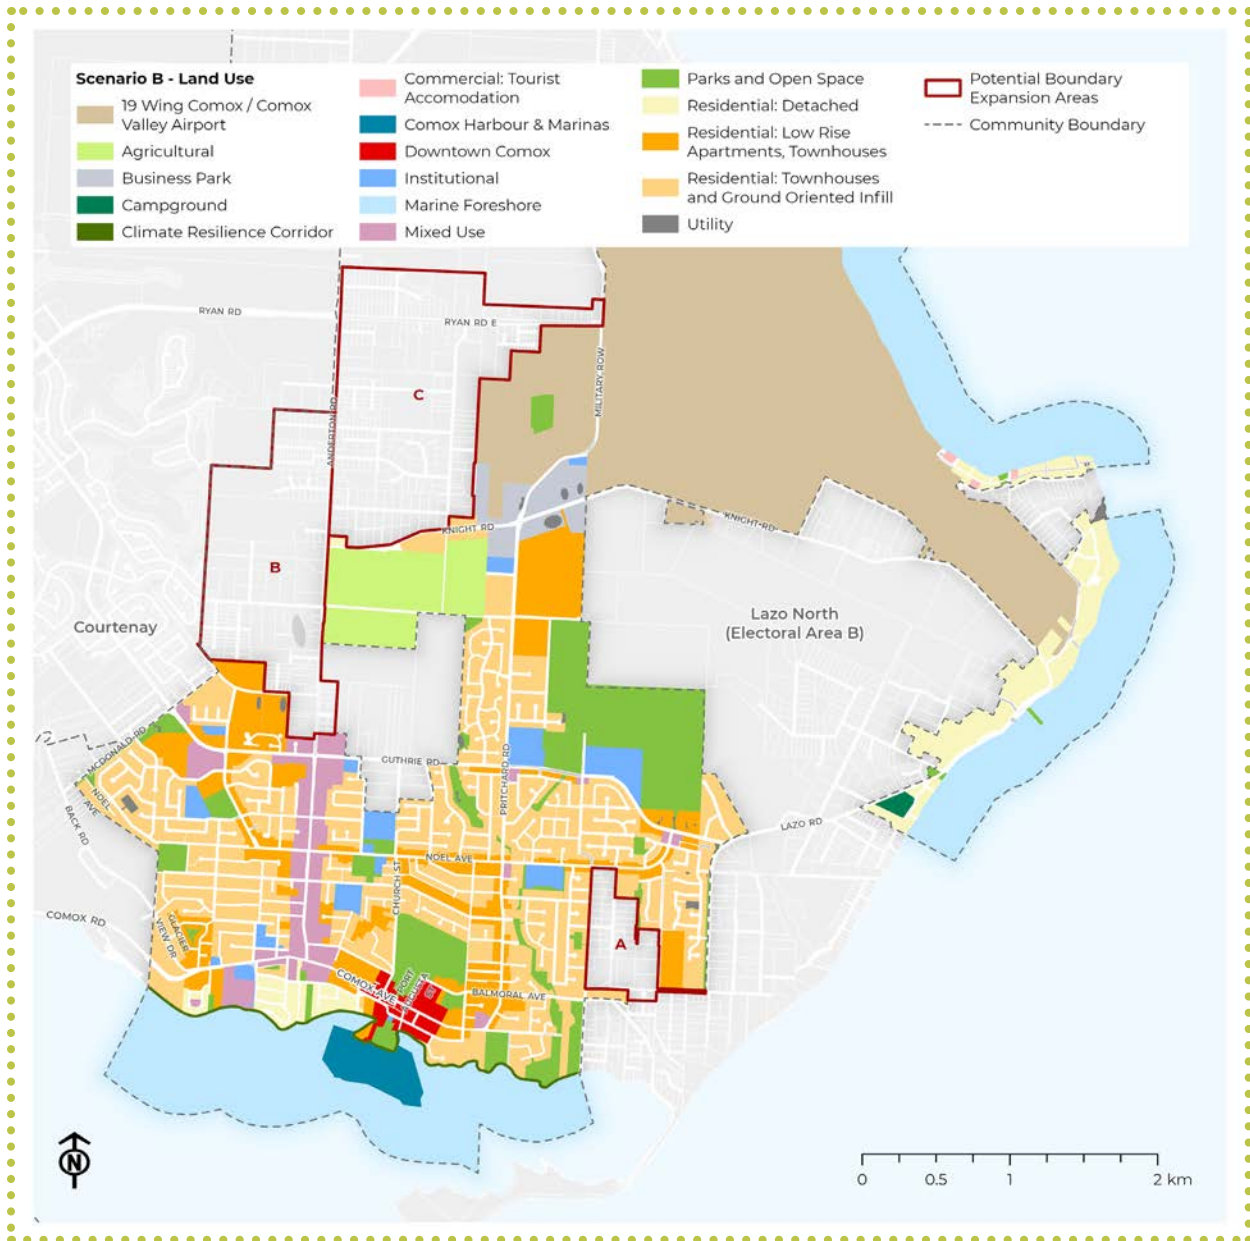 Scenario B - Land Use
19 Wing Comox / Comox
Valley Airport
Agricultural
Business Park
Campground
Climate Resilience Corridor
Commercial: Tourist
Accomodation
Comox Harbour & Marinas
Downtown Comox
Institutional
Marine Foreshore
Mixed Use
Parks and Open Space
Residential: Detached
Residential: Low Rise
Apartments, Townhouses
Residential: Townhouses
and Ground Oriented Infill
Utility
Potential Boundary
Expansion Areas
Community Boundary
RYAN RD
RYAN RD E
MILITARY ROW
ANDERTON RD
C
KNIGHT RD
KNIGHT RD
B
Courtenay
Lazo North
(Electoral Area B)
MCDONALD RD
GUTHRIE RD
PRITCHARD RD
NOEL
AVE
BACK RD
LAZO RD
NOEL AVE
CHURCH ST
COMOX RD
GLACIER
VIEW DR
A
COMOX AVE
PORT
AUGUSTA
ST
BALMORAL AVE
N
0 0.5 1 2 km